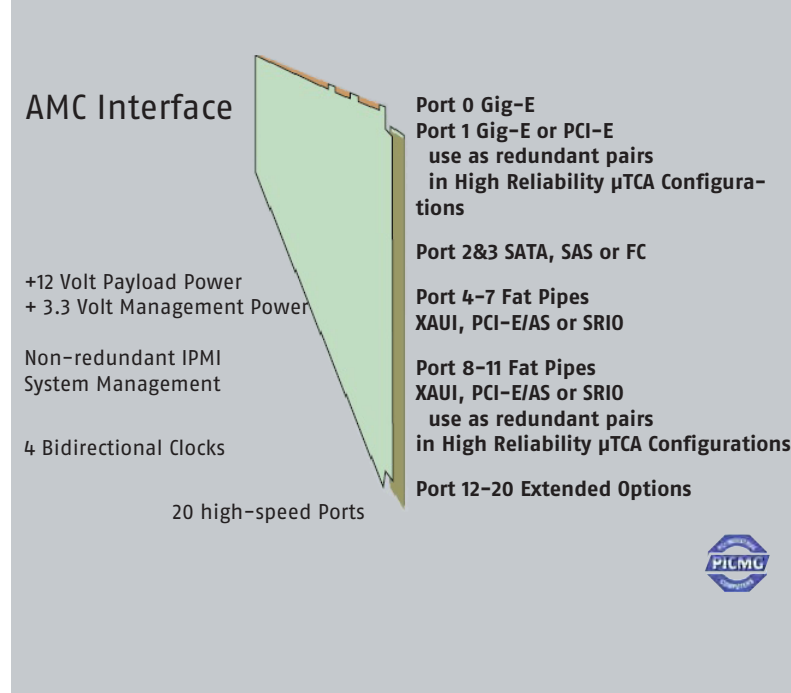 AMC Interface
+12 Volt Payload Power
+ 3.3 Volt Management Power
Non-redundant IPMI
System Management
4 Bidirectional Clocks
20 high-speed Ports
Port 0 Gig-E
Port 1 Gig-E or PCI-E
use as redundant pairs
in High Reliability µTCA Configura-
tions
Port 2&3 SATA, SAS or FC
Port 4-7 Fat Pipes
XAUI, PCI-E/AS or SRIO
Port 8-11 Fat Pipes
XAUI, PCI-E/AS or SRIO
use as redundant pairs
in High Reliability µTCA Configurations
Port 12-20 Extended Options
PICMG
COMPUTERS